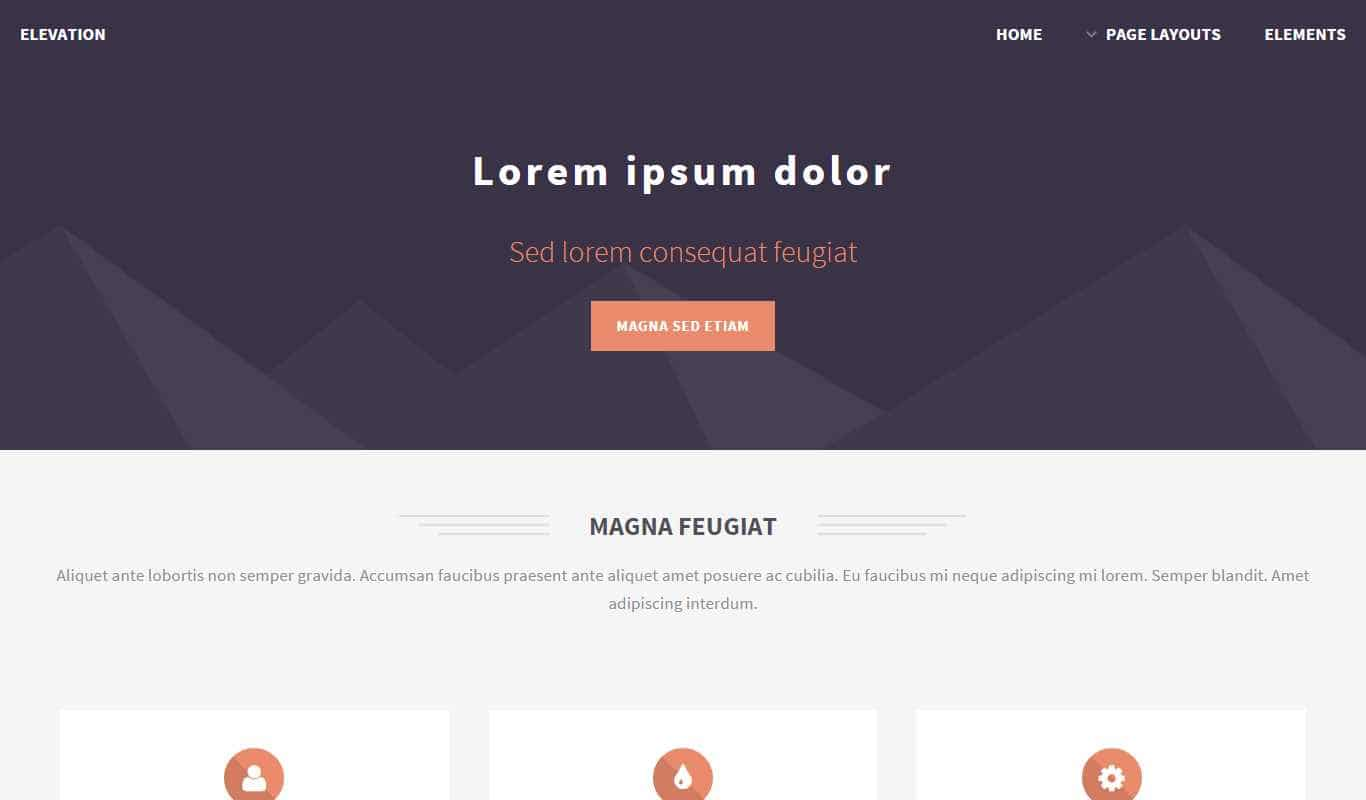 ELEVATION
HOME
PAGE LAYOUTS
ELEMENTS
Lorem ipsum dolor
Sed lorem consequat feugiat
MAGNA SED ETIAM
MAGNA FEUGIAT
Aliquet ante lobortis non semper gravida. Accumsan faucibus praesent ante aliquet amet posuere ac cubilia. Eu faucibus mi neque adipiscing mi lorem. Semper blandit. Amet
adipiscing interdum.